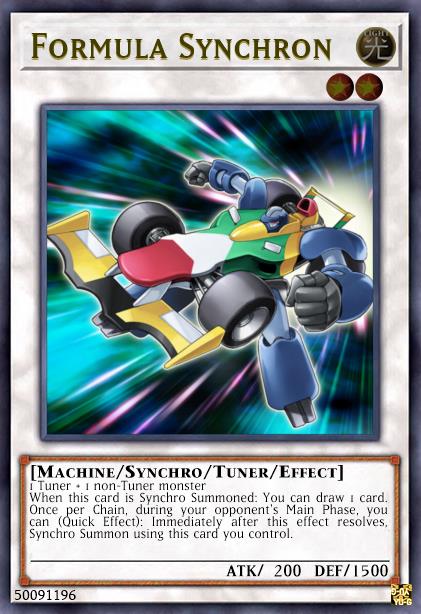 FORMULA SYNCHRON
LIGHT
光
[MACHINE/SYNCHRO/TUNER/EFFECT]
1 Tuner + 1 non-Tuner monster
When this card is Synchro Summoned: You can draw 1 card.
Once per Chain, during your opponent's Main Phase, you
can (Quick Effect): Immediately after this effect resolves,
Synchro Summon using this card you control.
ATK/ 200 DEF/1500
50091196